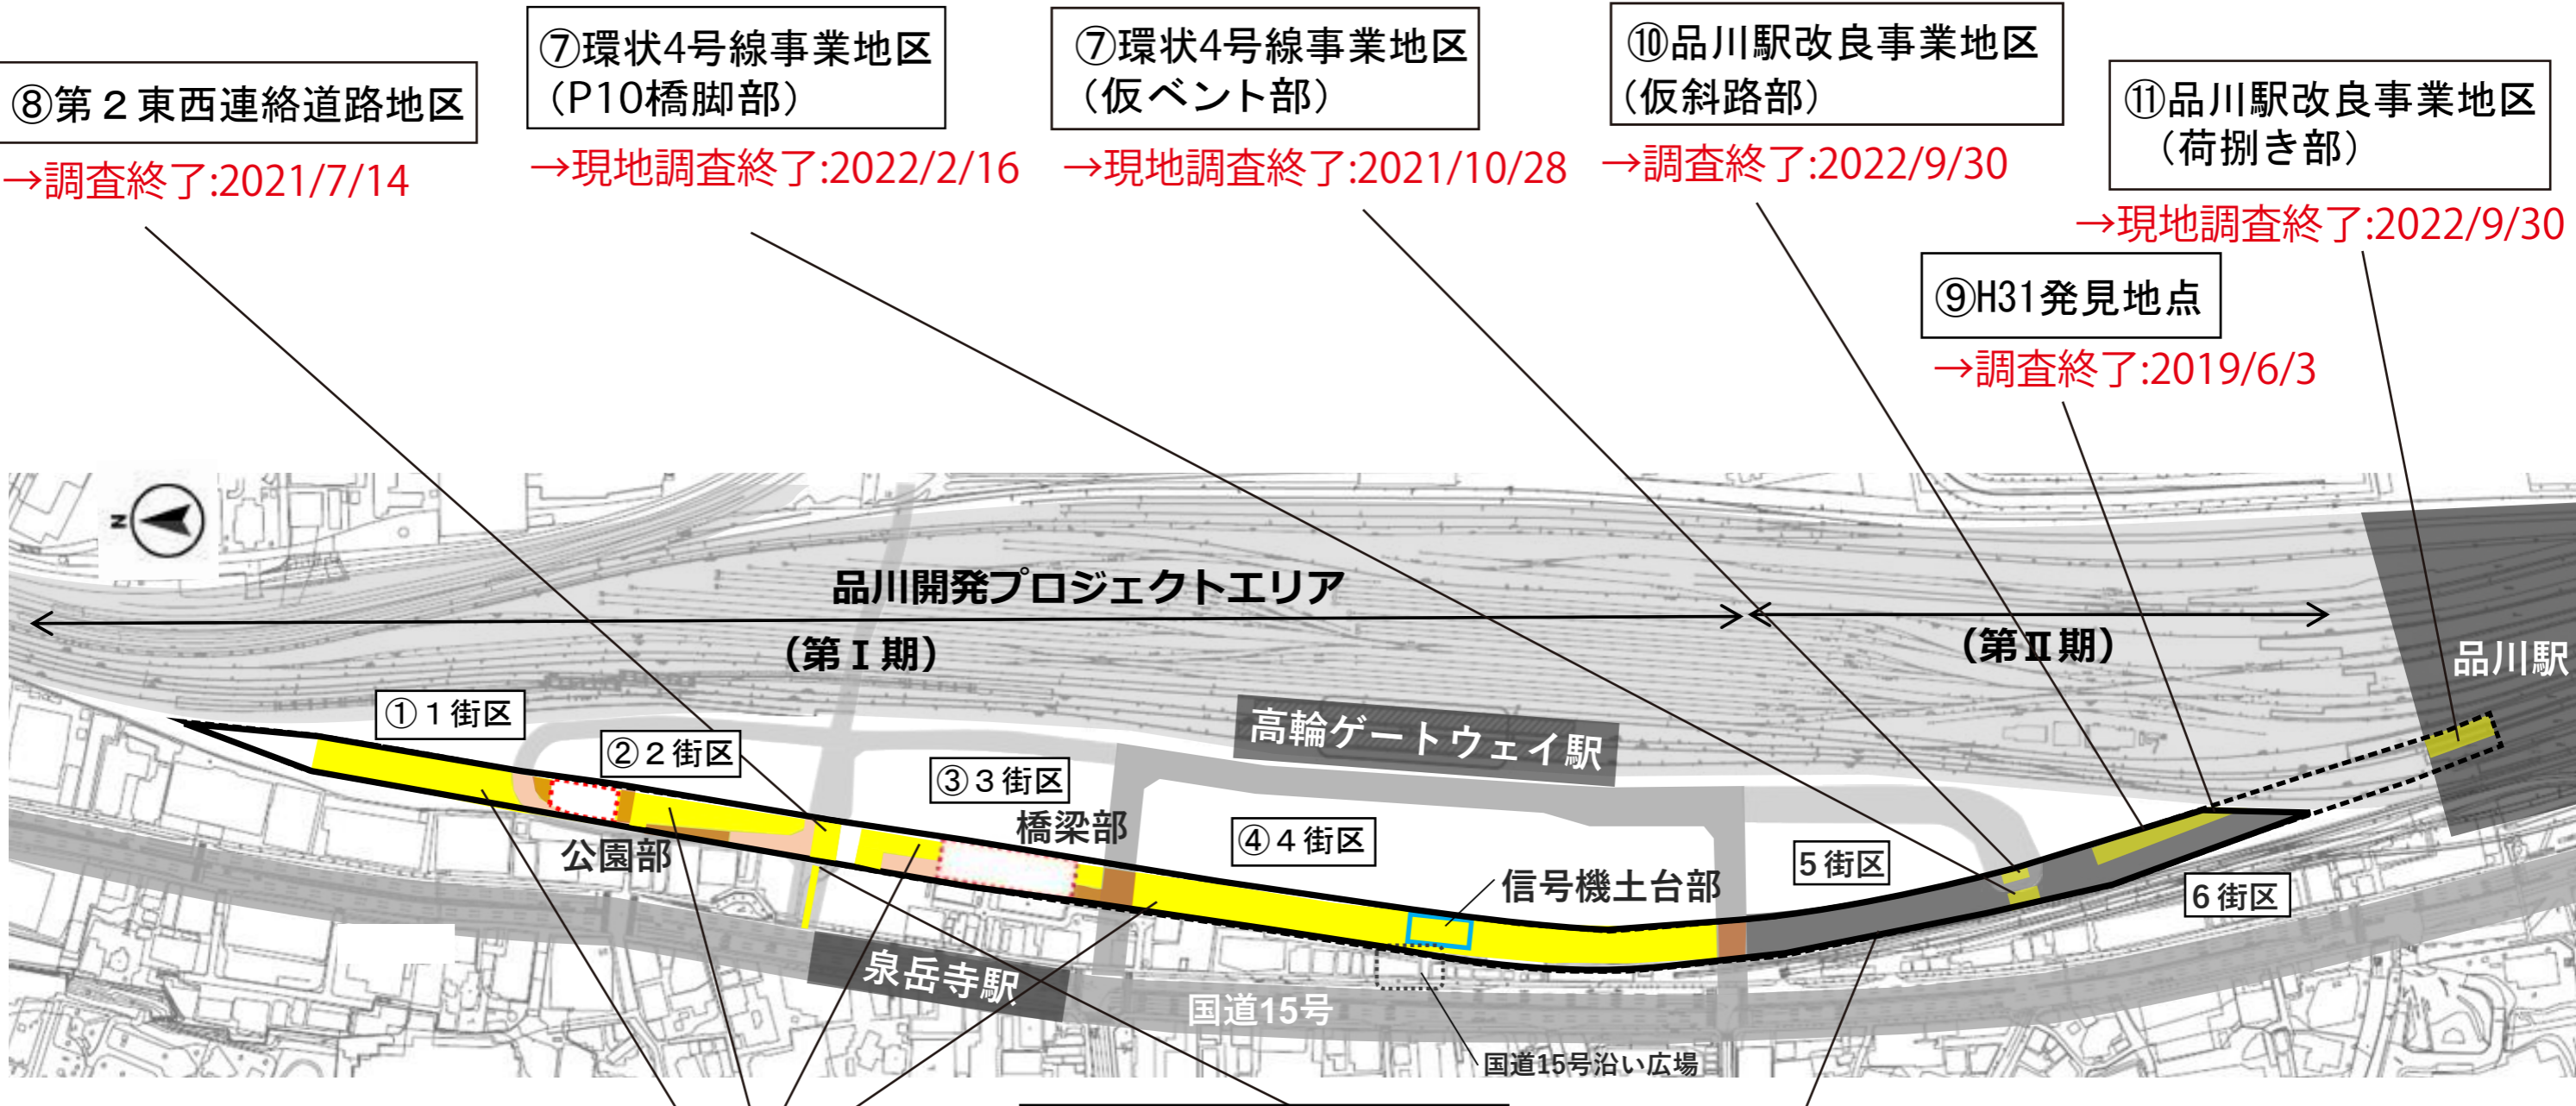 ⑧第２東西連絡道路地区
→調査終了:2021/7/14
⑦環状4号線事業地区
（P10橋脚部）
→現地調査終了:2022/2/16
⑦環状4号線事業地区
（仮ベント部）
→現地調査終了:2021/10/28
⑩品川駅改良事業地区
（仮斜路部）
→調査終了:2022/9/30
⑪品川駅改良事業地区
（荷捌き部）
→現地調査終了:2022/9/30
⑨H31発見地点
→調査終了:2019/6/3
N
品川開発プロジェクトエリア
（第Ⅰ期）
（第Ⅱ期）
品川駅
①１街区
②２街区
③３街区
高輪ゲートウェイ駅
公園部
橋梁部
④４街区
信号機土台部
5街区
6街区
泉岳寺駅
国道15号
国道15号沿い広場